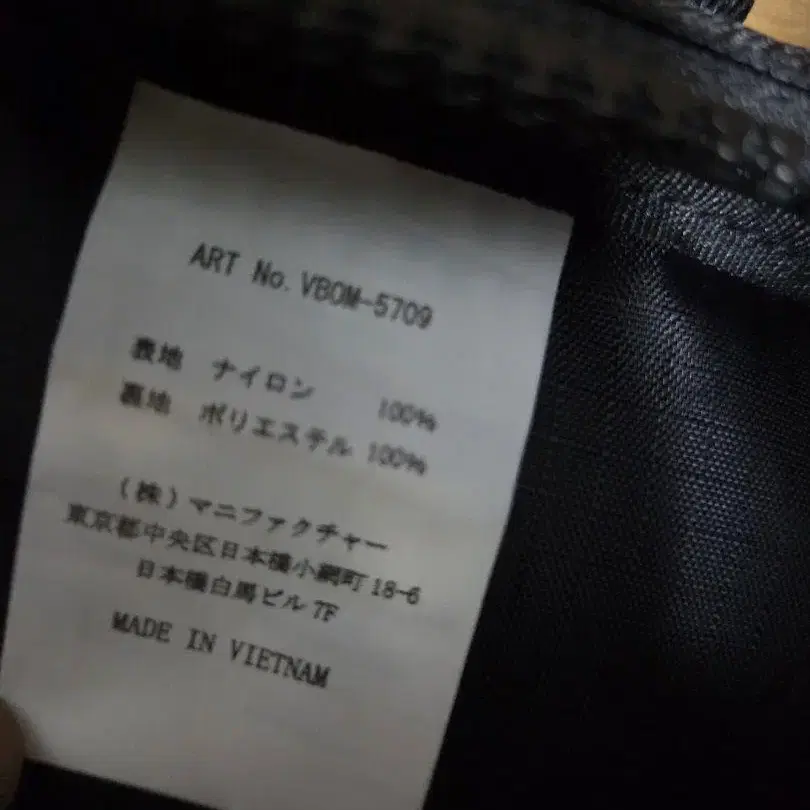 ART No. VBOM-5709
表地 ナイロン 100%
裏地 ポリエステル 100%
(株)マニファクチャー
東京都中央区日本橋小網町18-6
日本橋白馬ビル7F
MADE IN VIETNAM